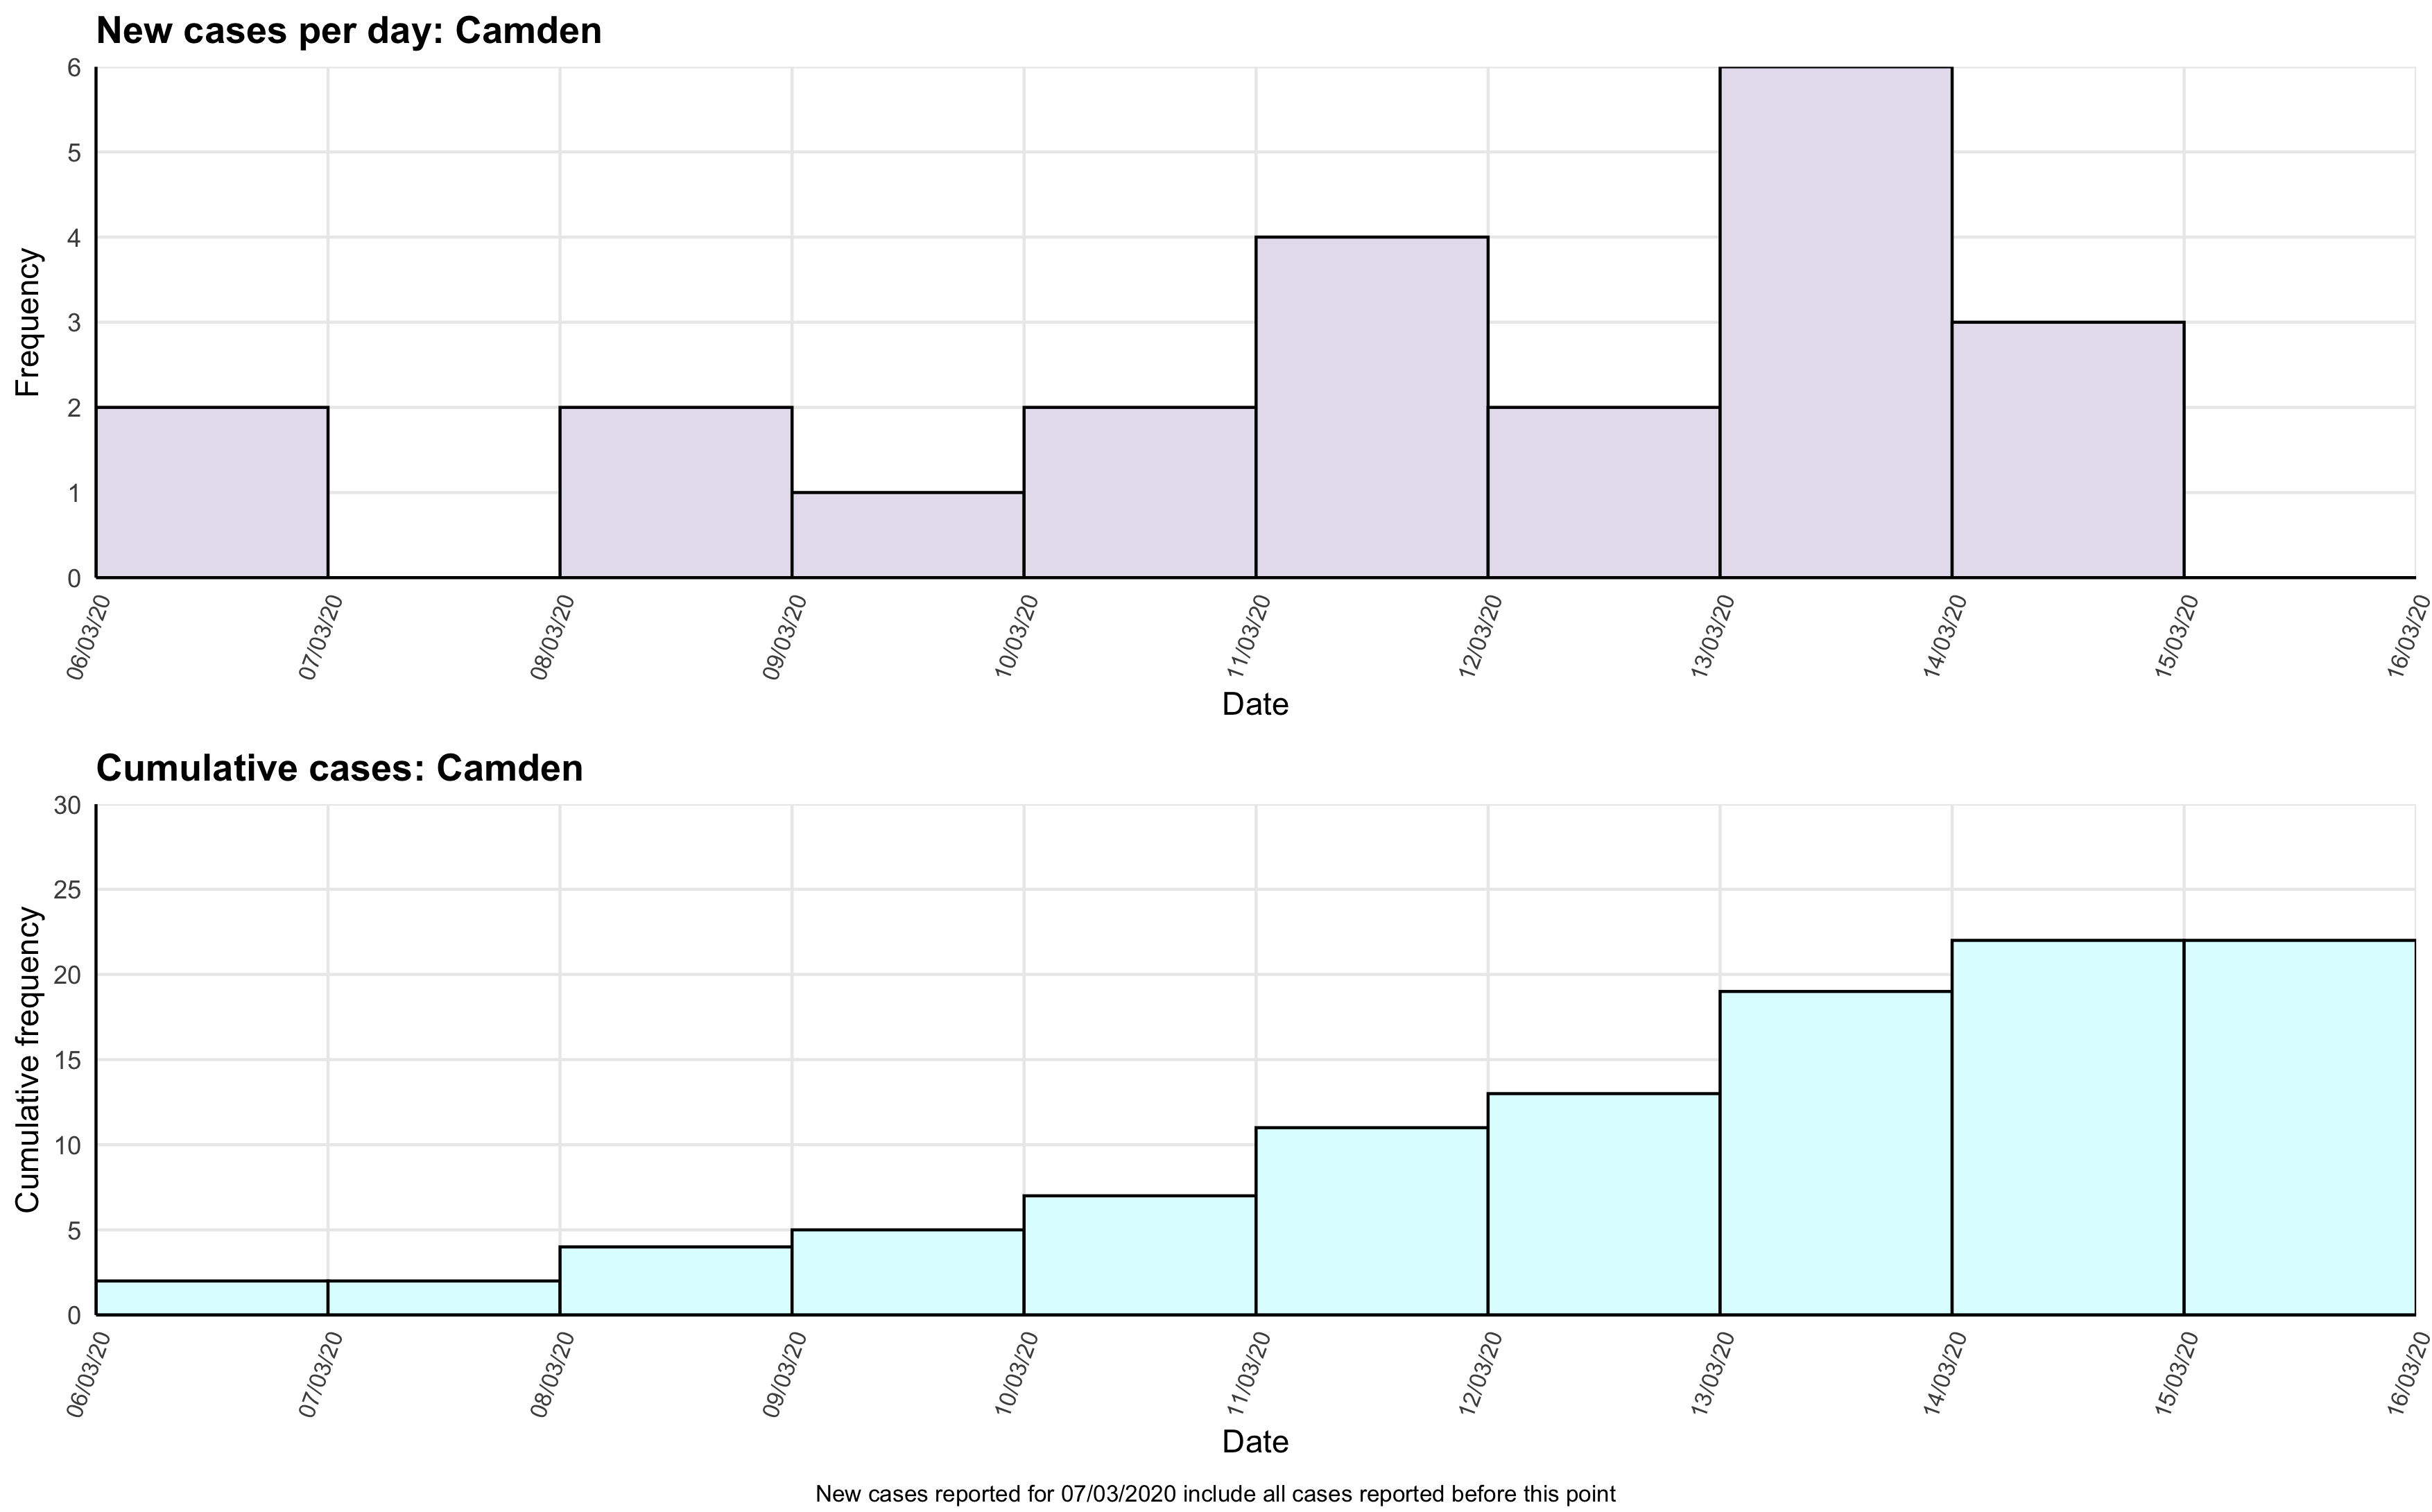 New cases per day: Camden
6
5
4
3
2
1
0
Frequency
06/03/20 07/03/20 08/03/20 09/03/20 10/03/20 11/03/20 12/03/20 13/03/20 14/03/20 15/03/20 16/03/20
Date
Cumulative cases: Camden
30
25
20
15
10
5
0
Cumulative frequency
06/03/20 07/03/20 08/03/20 09/03/20 10/03/20 11/03/20 12/03/20 13/03/20 14/03/20 15/03/20 16/03/20
Date
New cases reported for 07/03/2020 include all cases reported before this point